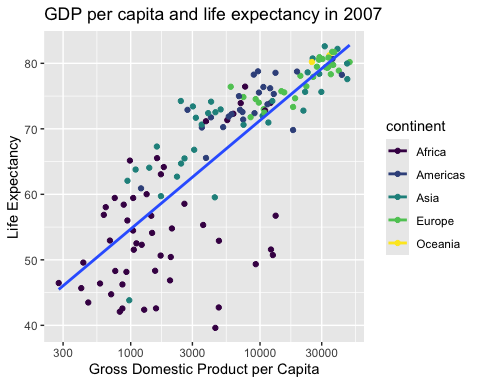 GDP per capita and life expectancy in 2007
80
70
60
50
40
Life Expectancy
300
1000
3000
10000
30000
Gross Domestic Product per Capita
continent
Africa
Americas
Asia
Europe
Oceania